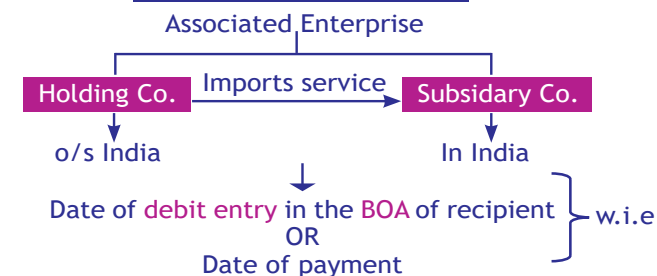 Associated Enterprise
Holding Co. Imports service Subsidary Co.
o/s India In India
Date of debit entry in the BOA of recipient
OR w.i.e
Date of payment